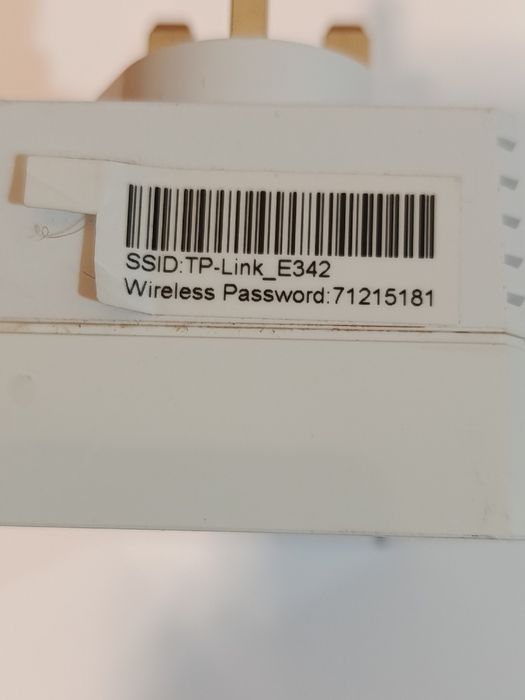 SSID:TP-Link_E342
Wireless Password:71215181